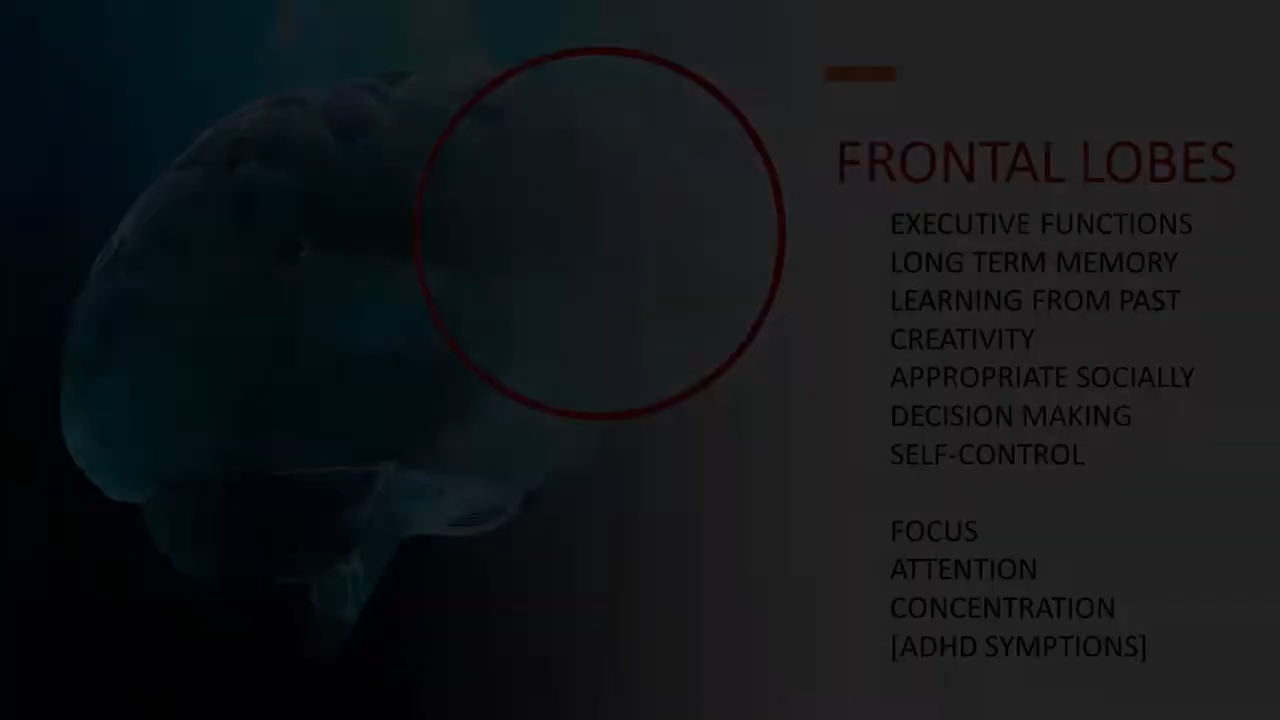 FRONTAL LOBES
EXECUTIVE FUNCTIONS
LONG TERM MEMORY
LEARNING FROM PAST
CREATIVITY
APPROPRIATE SOCIALLY
DECISION MAKING
SELF-CONTROL
FOCUS
ATTENTION
CONCENTRATION
[ADHD SYMPTIONS]